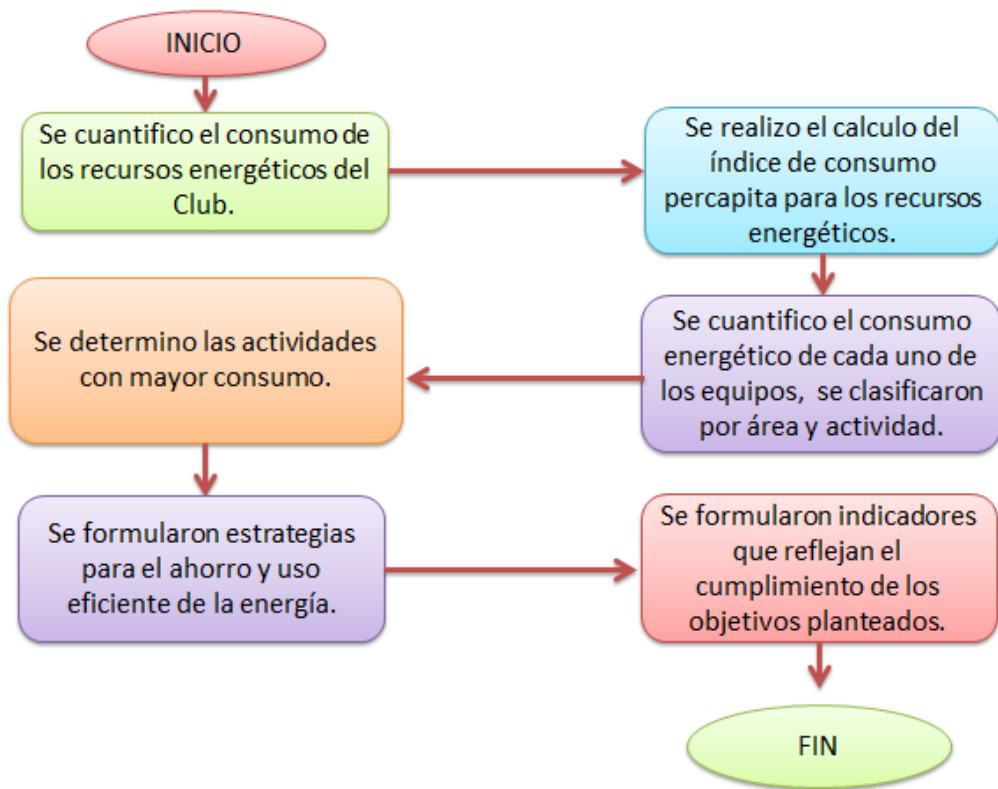 INICIO
Se cuantifico el consumo de
los recursos energéticos del
Club.
Se realizo el calculo del
índice de consumo
percapita para los recursos
energéticos.
Se cuantifico el consumo
energético de cada uno de
los equipos, se clasificaron
por área y actividad.
Se determino las actividades
con mayor consumo.
Se formularon estrategias
para el ahorro y uso
eficiente de la energía.
Se formularon indicadores
que reflejan el
cumplimiento de los
objetivos planteados.
FIN